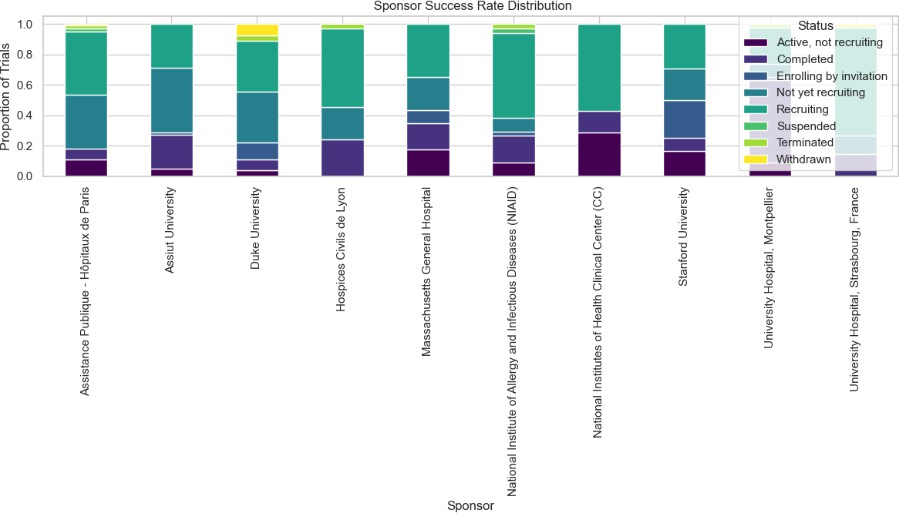 Sponsor Success Rate Distribution
Proportion of Trials
1.0
0.8
0.6
0.4
0.2
0.0
Status
Active, not recruiting
Completed
Enrolling by invitation
Not yet recruiting
Recruiting
Suspended
Terminated
Withdrawn
Assistance Publique - Hôpitaux de Paris
Assiut University
Duke University
Hospices Civils de Lyon
Massachusetts General Hospital
National Institute of Allergy and Infectious Diseases (NIAID)
National Institutes of Health Clinical Center (CC)
Stanford University
University Hospital, Montpellier
University Hospital, Strasbourg, France
Sponsor